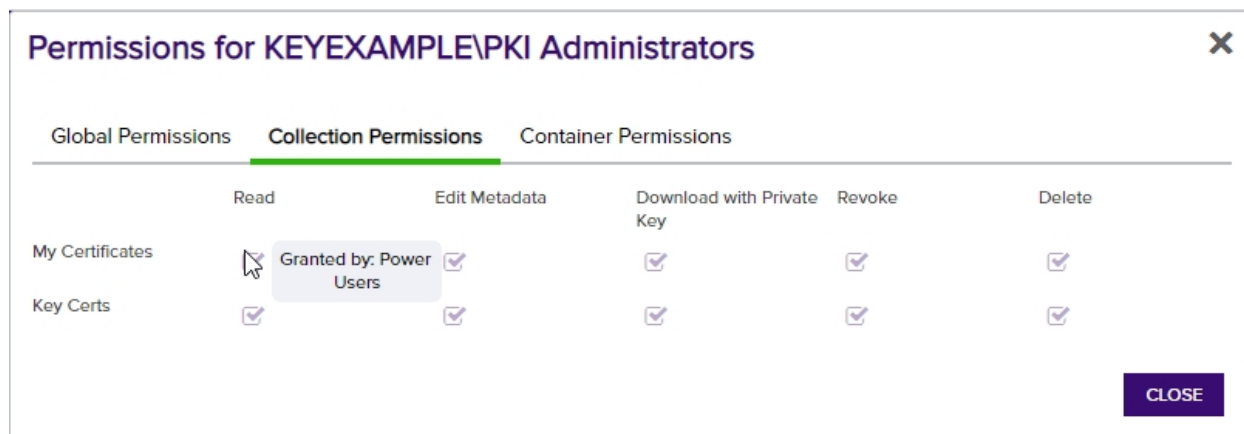 Permissions for KEYEXAMPLE\PKI Administrators
Global Permissions Collection Permissions Container Permissions
Read Edit Metadata Download with Private Key Revoke Delete
My Certificates
Granted by: Power Users
Key Certs
CLOSE